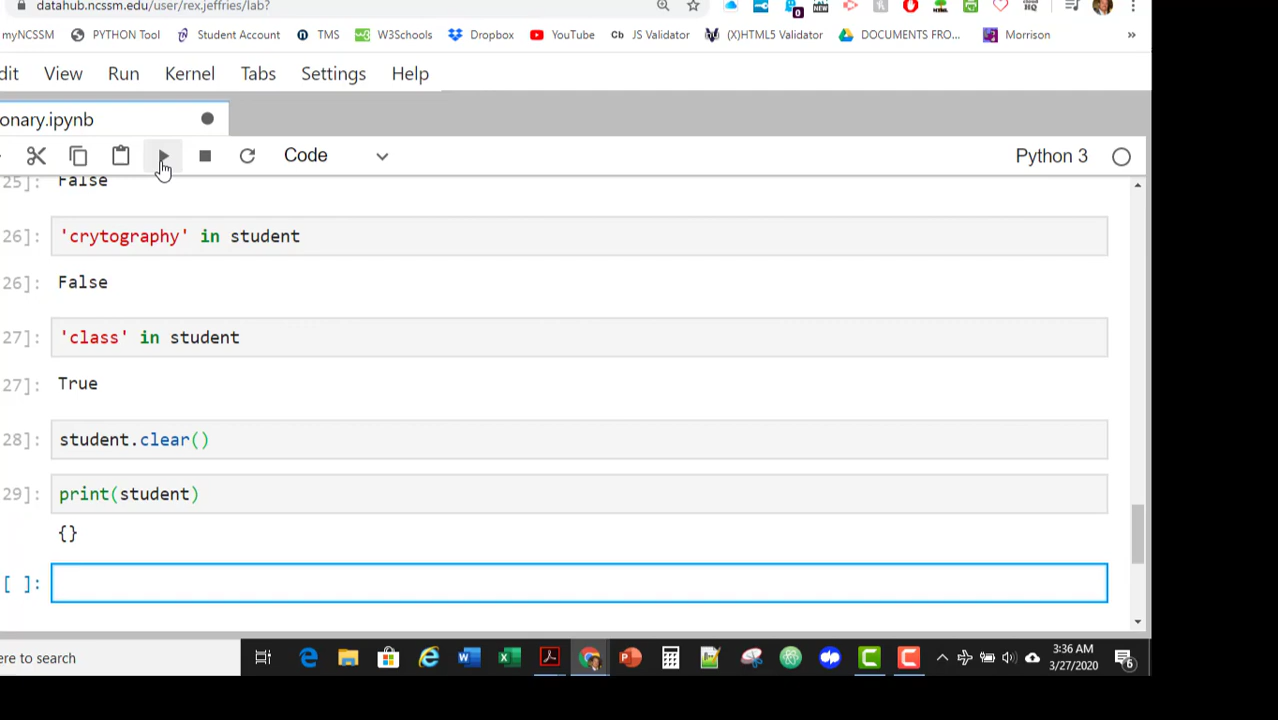 datahub.ncssm.edu/user/rex.jeffries/lab?
myNCSSM PYTHON Tool Student Account TMS W3Schools Dropbox YouTube Cb JS Validator (X)HTML5 Validator DOCUMENTS FRO... Morrison »
dit View Run Kernel Tabs Settings Help
onary.ipynb
Code Python 3
25]: False
26]: 'crytography' in student
26]: False
27]: 'class' in student
27]: True
28]: student.clear()
29]: print(student)
{}
[ ]:
ere to search
3:36 AM
3/27/2020
6